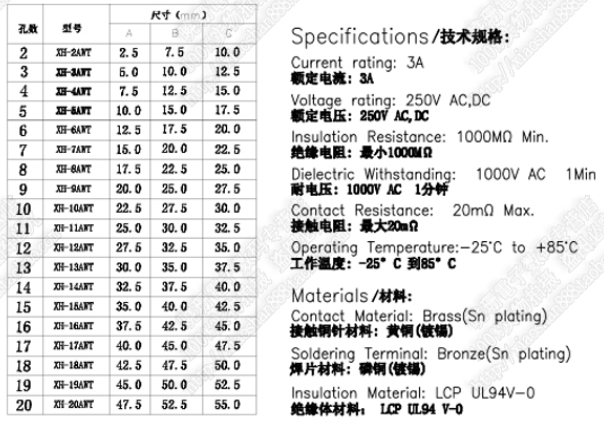 孔数 型号 尺寸(mm)
A B C
2 XH-2AWT 2.5 7.5 10.0
3 XH-3AWT 5.0 10.0 12.5
4 XH-4AWT 7.5 12.5 15.0
5 XH-5AWT 10.0 15.0 17.5
6 XH-6AWT 12.5 17.5 20.0
7 XH-7AWT 15.0 20.0 22.5
8 XH-8AWT 17.5 22.5 25.0
9 XH-9AWT 20.0 25.0 27.5
10 XH-10AWT 22.5 27.5 30.0
11 XH-11AWT 25.0 30.0 32.5
12 XH-12AWT 27.5 32.5 35.0
13 XH-13AWT 30.0 35.0 37.5
14 XH-14AWT 32.5 37.5 40.0
15 XH-15AWT 35.0 40.0 42.5
16 XH-16AWT 37.5 42.5 45.0
17 XH-17AWT 40.0 45.0 47.5
18 XH-18AWT 42.5 47.5 50.0
19 XH-19AWT 45.0 50.0 52.5
20 XH-20AWT 47.5 52.5 55.0
Specifications/技术规格:
Current rating: 3A
额定电流: 3A
Voltage rating: 250V AC,DC
额定电压: 250V AC,DC
Insulation Resistance: 1000MΩ Min.
绝缘电阻: 最小1000MΩ
Dielectric Withstanding: 1000V AC 1Min
耐电压: 1000V AC 1分钟
Contact Resistance: 20mΩ Max.
接触电阻: 最大20mΩ
Operating Temperature:-25°C to +85°C
工作温度: -25°C 到85°C
Materials/材料:
Contact Material: Brass(Sn plating)
接触铜针材料: 黄铜(镀锡)
Soldering Terminal: Bronze(Sn plating)
焊片材料: 磷铜(镀锡)
Insulation Material: LCP UL94V-0
绝缘体材料: LCP UL94 V-0